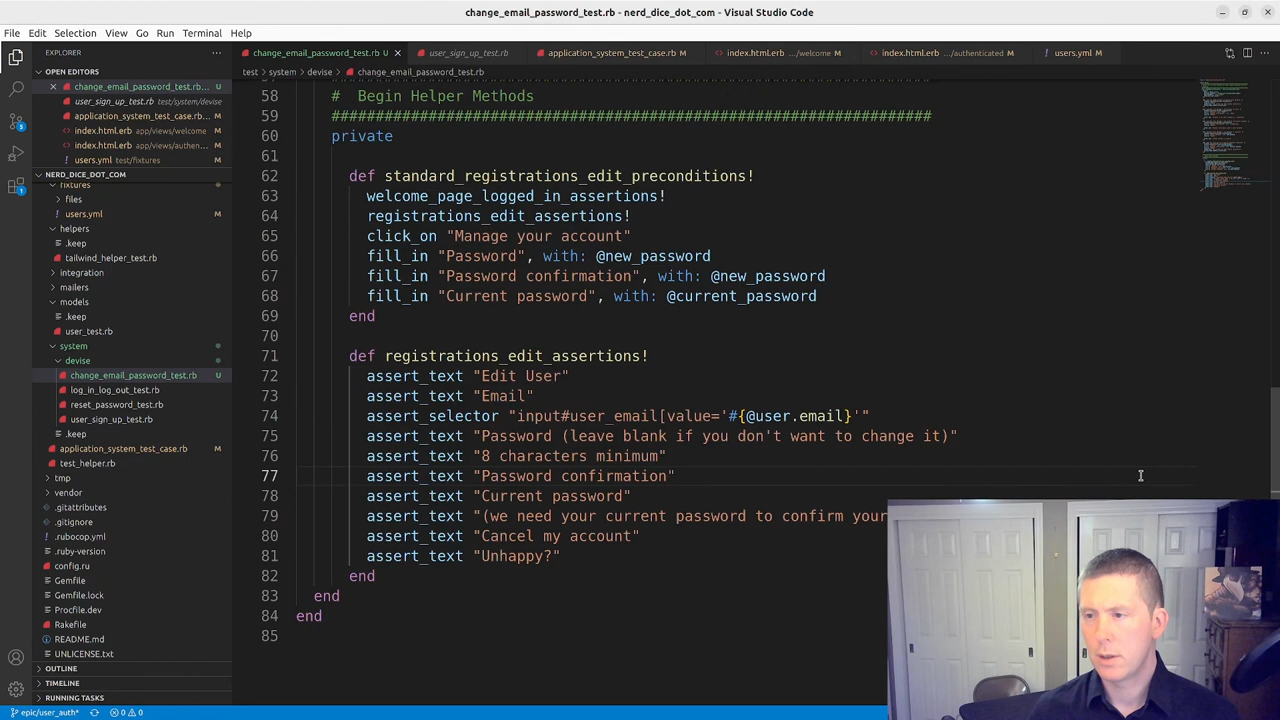 change_email_password_test.rb - nerd_dice_dot_com - Visual Studio Code
File Edit Selection View Go Run Terminal Help
EXPLORER
OPEN EDITORS
change_email_password_test.rb... U
user_sign_up_test.rb test/system/devise
application_system_test_case.rb...
index.html.erb app/views/welcome
index.html.erb app/views/authen...
users.yml test/fixtures
NERD_DICE_DOT_COM
fixtures
files
users.yml
helpers
.keep
tailwind_helper_test.rb
integration
mailers
models
.keep
user_test.rb
system
devise
change_email_password_test.rb U
log_in_log_out_test.rb
reset_password_test.rb
user_sign_up_test.rb
.keep
application_system_test_case.rb
test_helper.rb
tmp
vendor
.gitattributes
.gitignore
.rubocop.yml
.ruby-version
config.ru
Gemfile
Gemfile.lock
Procfile.dev
Rakefile
README.md
UNLICENSE.txt
OUTLINE
TIMELINE
RUNNING TASKS
change_email_password_test.rb U
user_sign_up_test.rb
application_system_test_case.rb M
index.html.erb .../welcome
index.html.erb .../authenticated
users.yml M
test > system > devise > change_email_password_test.rb
58 # Begin Helper Methods
59 ###################################################################
60 private
61
62 def standard_registrations_edit_preconditions!
63 welcome_page_logged_in_assertions!
64 registrations_edit_assertions!
65 click_on "Manage your account"
66 fill_in "Password", with: @new_password
67 fill_in "Password confirmation", with: @new_password
68 fill_in "Current password", with: @current_password
69 end
70
71 def registrations_edit_assertions!
72 assert_text "Edit User"
73 assert_text "Email"
74 assert_selector "input#user_email[value='#{@user.email}'"
75 assert_text "Password (leave blank if you don't want to change it)"
76 assert_text "8 characters minimum"
77 assert_text "Password confirmation"
78 assert_text "Current password"
79 assert_text "(we need your current password to confirm your
80 assert_text "Cancel my account"
81 assert_text "Unhappy?"
82 end
83 end
84 end
85
5
1
epic/user_auth* 0 0